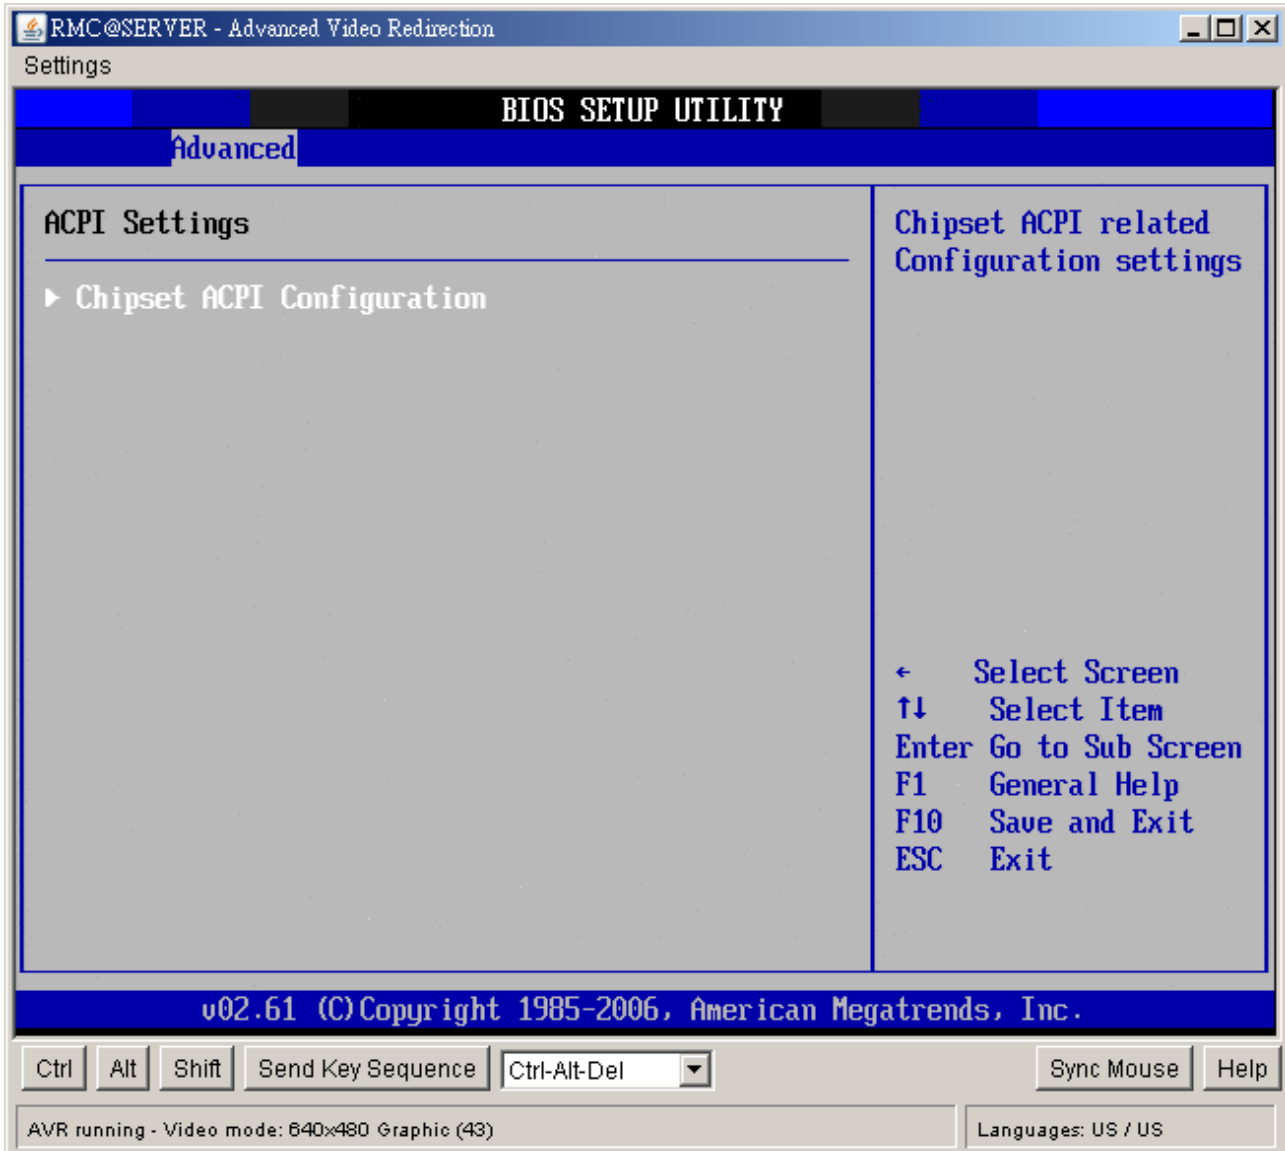 RMC@SERVER - Advanced Video Redirection
Settings
BIOS SETUP UTILITY
Advanced
ACPI Settings
▶ Chipset ACPI Configuration
Chipset ACPI related
Configuration settings
← Select Screen
↑↓ Select Item
Enter Go to Sub Screen
F1 General Help
F10 Save and Exit
ESC Exit
v02.61 (C)Copyright 1985-2006, American Megatrends, Inc.
Ctrl Alt Shift Send Key Sequence Ctrl-Alt-Del Sync Mouse Help
AVR running - Video mode: 640x480 Graphic (43) Languages: US / US